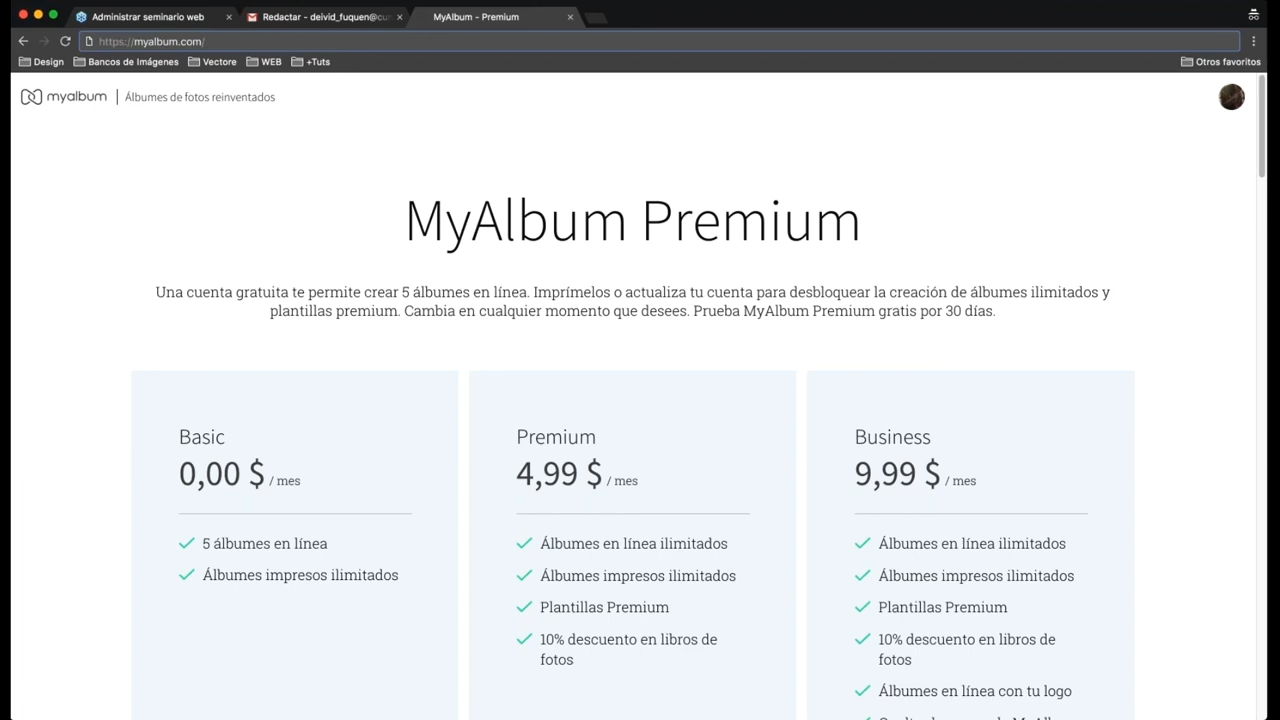 Administrar seminario web
Redactar - deivid_fuquen@cu
MyAlbum - Premium
https://myalbum.com/
Design
Bancos de Imágenes
Vectore
WEB
+Tuts
Otros favoritos
myalbum
Álbumes de fotos reinventados
MyAlbum Premium
Una cuenta gratuita te permite crear 5 álbumes en línea. Imprímelos o actualiza tu cuenta para desbloquear la creación de álbumes ilimitados y
plantillas premium. Cambia en cualquier momento que desees. Prueba MyAlbum Premium gratis por 30 días.
Basic
0,00 $ / mes
5 álbumes en línea
Álbumes impresos ilimitados
Premium
4,99 $ / mes
Álbumes en línea ilimitados
Álbumes impresos ilimitados
Plantillas Premium
10% descuento en libros de
fotos
Business
9,99 $ / mes
Álbumes en línea ilimitados
Álbumes impresos ilimitados
Plantillas Premium
10% descuento en libros de
fotos
Álbumes en línea con tu logo